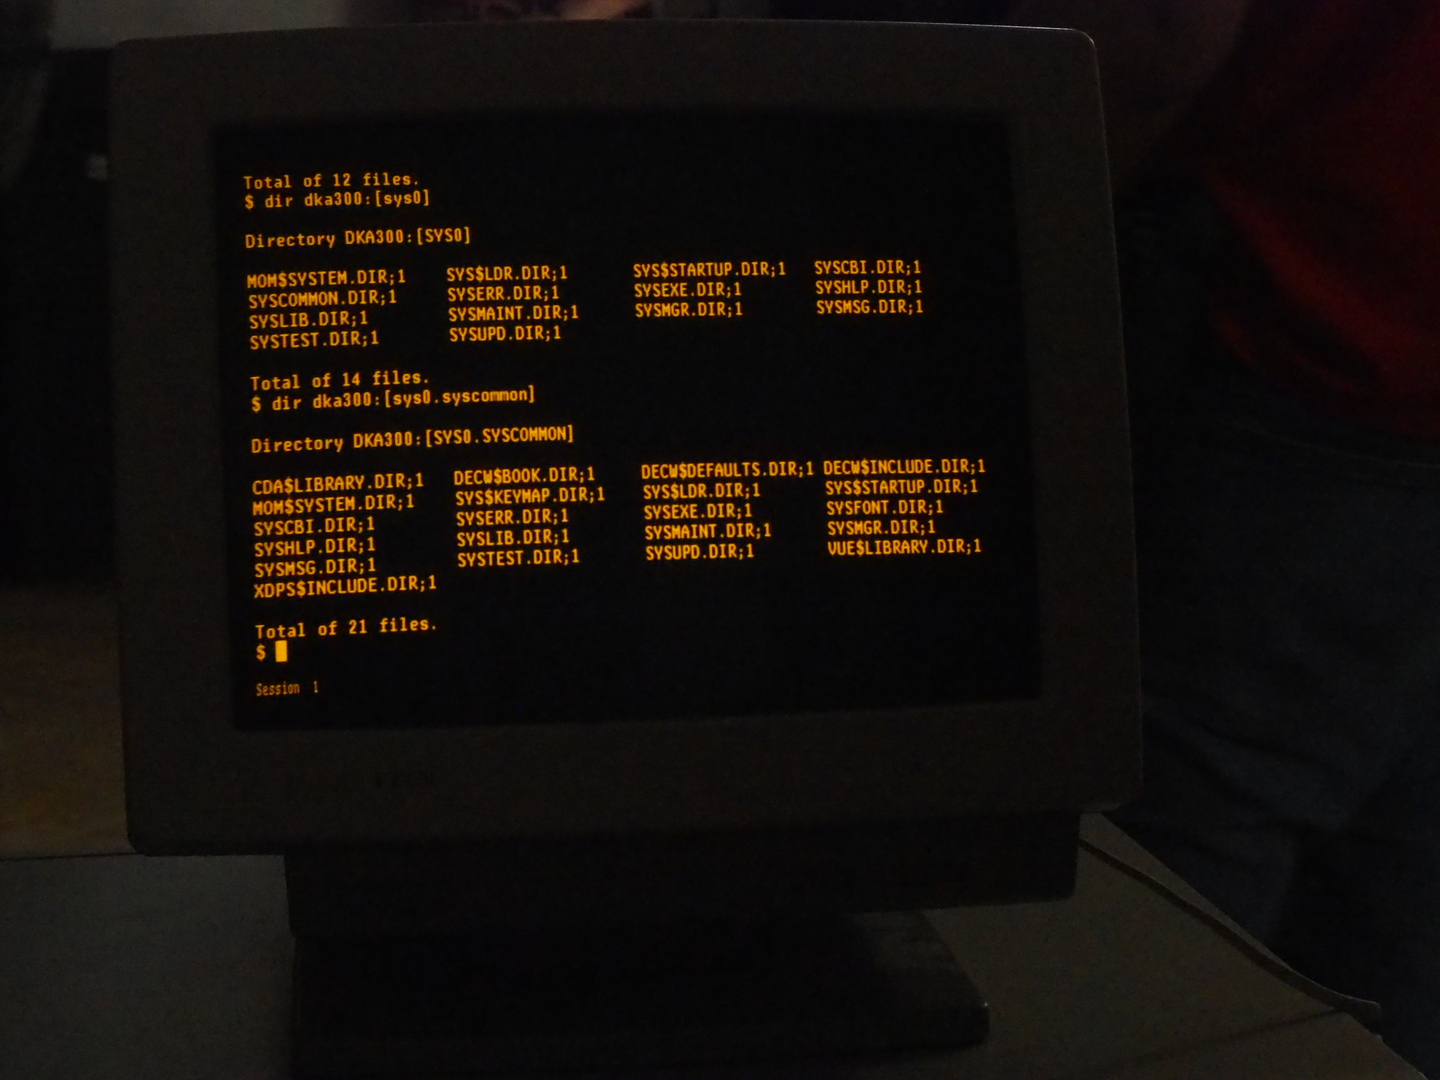 Total of 12 files.
$ dir dka300:[sys0]
Directory DKA300:[SYS0]
MOM$SYSTEM.DIR;1 SYS$LDR.DIR;1 SYS$STARTUP.DIR;1 SYSCBI.DIR;1
SYSCOMMON.DIR;1 SYSERR.DIR;1 SYSEXE.DIR;1 SYSHLP.DIR;1
SYSLIB.DIR;1 SYSMAINT.DIR;1 SYSMGR.DIR;1 SYSMSG.DIR;1
SYSTEST.DIR;1 SYSUPD.DIR;1
Total of 14 files.
$ dir dka300:[sys0.syscommon]
Directory DKA300:[SYS0.SYSCOMMON]
CDA$LIBRARY.DIR;1 DECW$BOOK.DIR;1 DECW$DEFAULTS.DIR;1 DECW$INCLUDE.DIR;1
MOM$SYSTEM.DIR;1 SYS$KEYMAP.DIR;1 SYS$LDR.DIR;1 SYS$STARTUP.DIR;1
SYSCBI.DIR;1 SYSERR.DIR;1 SYSEXE.DIR;1 SYSFONT.DIR;1
SYSHLP.DIR;1 SYSLIB.DIR;1 SYSMAINT.DIR;1 SYSMGR.DIR;1
SYSMSG.DIR;1 SYSTEST.DIR;1 SYSUPD.DIR;1 VUE$LIBRARY.DIR;1
XDPS$INCLUDE.DIR;1
Total of 21 files.
$
Session 1